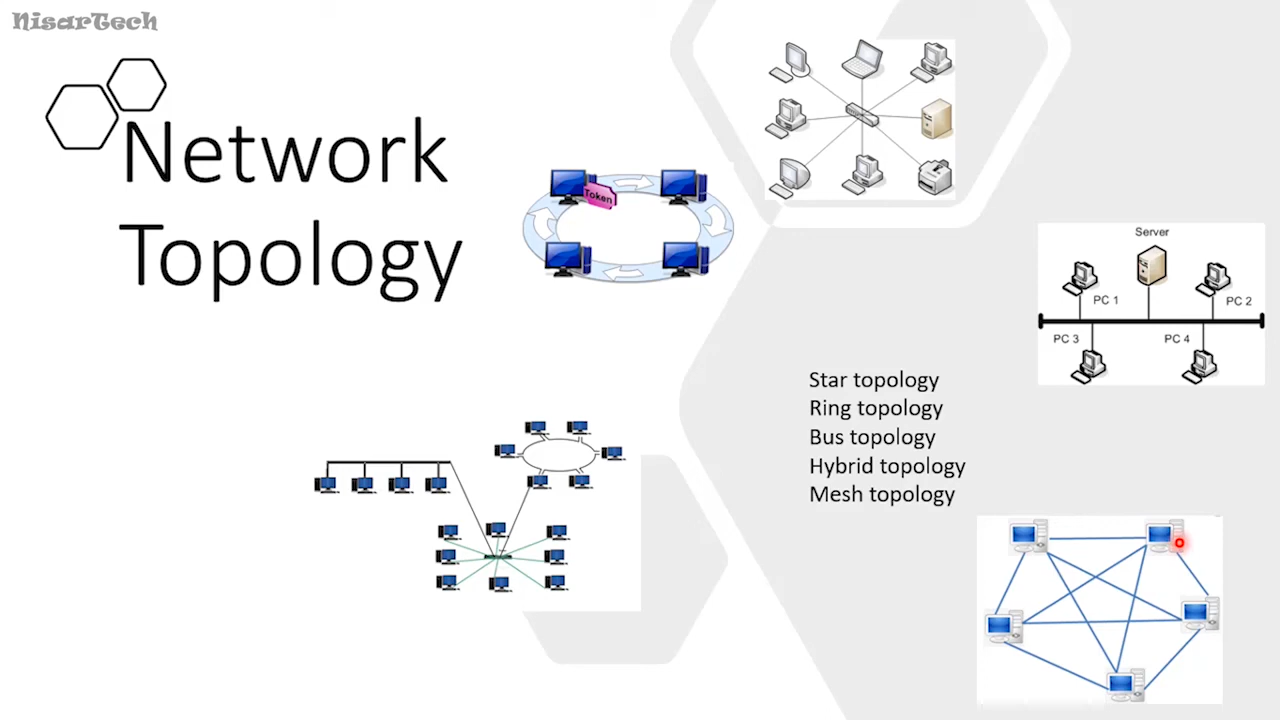 NisarTech
Network
Topology
Token
Server
PC 1
PC 2
PC 3
PC 4
Star topology
Ring topology
Bus topology
Hybrid topology
Mesh topology